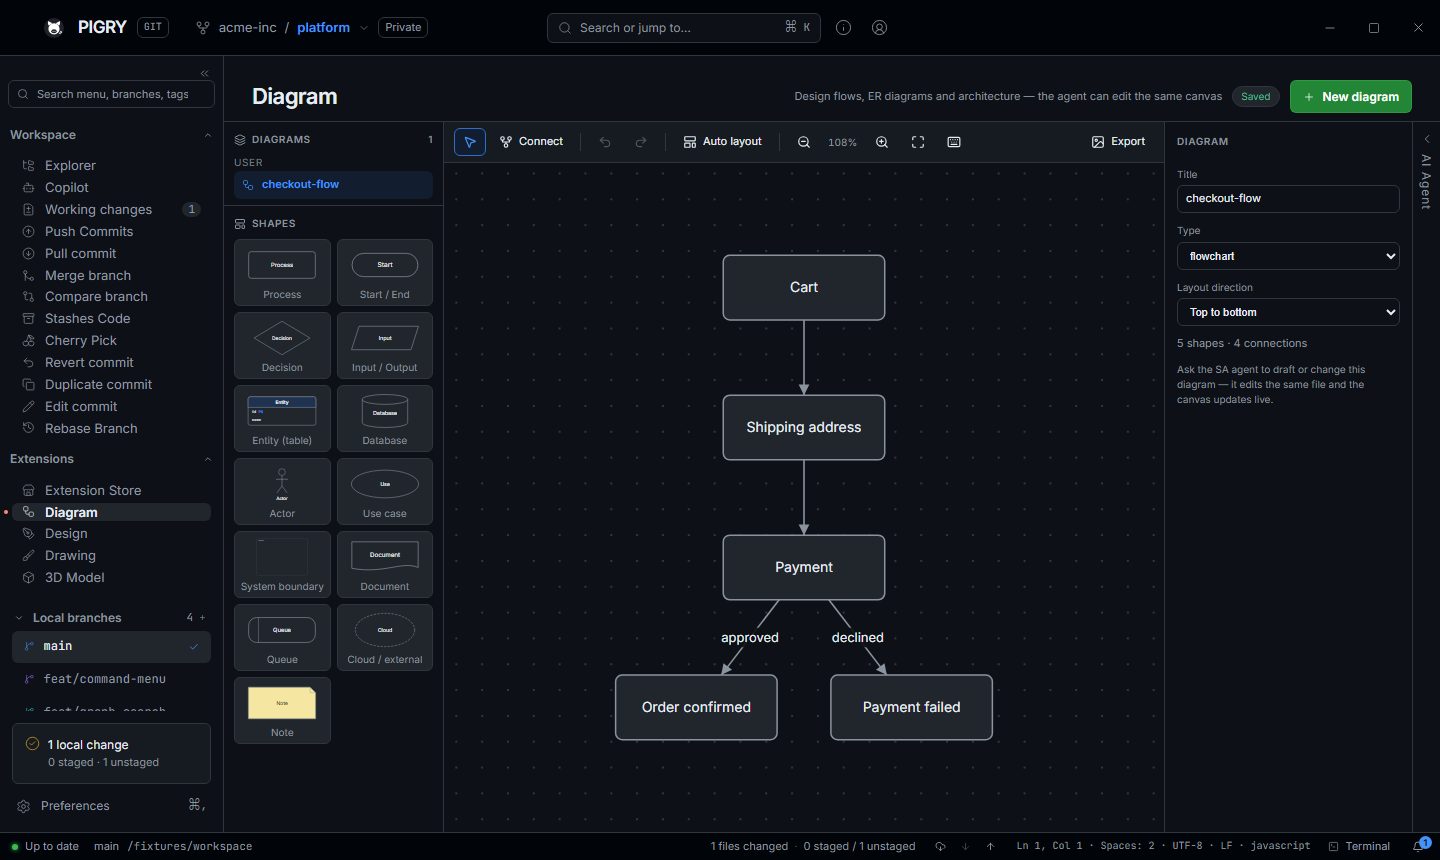 PIGRY GIT acme-inc / platform Private Search or jump to... ⌘ K
Search menu, branches, tags
Workspace
Explorer
Copilot
Working changes 1
Push Commits
Pull commit
Merge branch
Compare branch
Stashes Code
Cherry Pick
Revert commit
Duplicate commit
Edit commit
Rebase Branch
Extensions
Extension Store
Diagram
Design
Drawing
3D Model
Local branches 4 +
main
feat/command-menu
1 local change
0 staged · 1 unstaged
Preferences ⌘,
Diagram
Design flows, ER diagrams and architecture — the agent can edit the same canvas Saved + New diagram
DIAGRAMS 1
USER
checkout-flow
SHAPES
Process
Process
Start
Start / End
Decision
Decision
Input
Input / Output
Entity
Entity (table)
Database
Database
Actor
Actor
Use
Use case
System boundary
Document
Document
Queue
Queue
Cloud
Cloud / external
Note
Note
Connect Auto layout 108% Export
Cart
Shipping address
Payment
approved declined
Order confirmed Payment failed
DIAGRAM
Title
checkout-flow
Type
flowchart
Layout direction
Top to bottom
5 shapes · 4 connections
Ask the SA agent to draft or change this
diagram — it edits the same file and the
canvas updates live.
AI Agent
Up to date main /fixtures/workspace 1 files changed · 0 staged / 1 unstaged Ln 1, Col 1 · Spaces: 2 · UTF-8 · LF · javascript Terminal 1